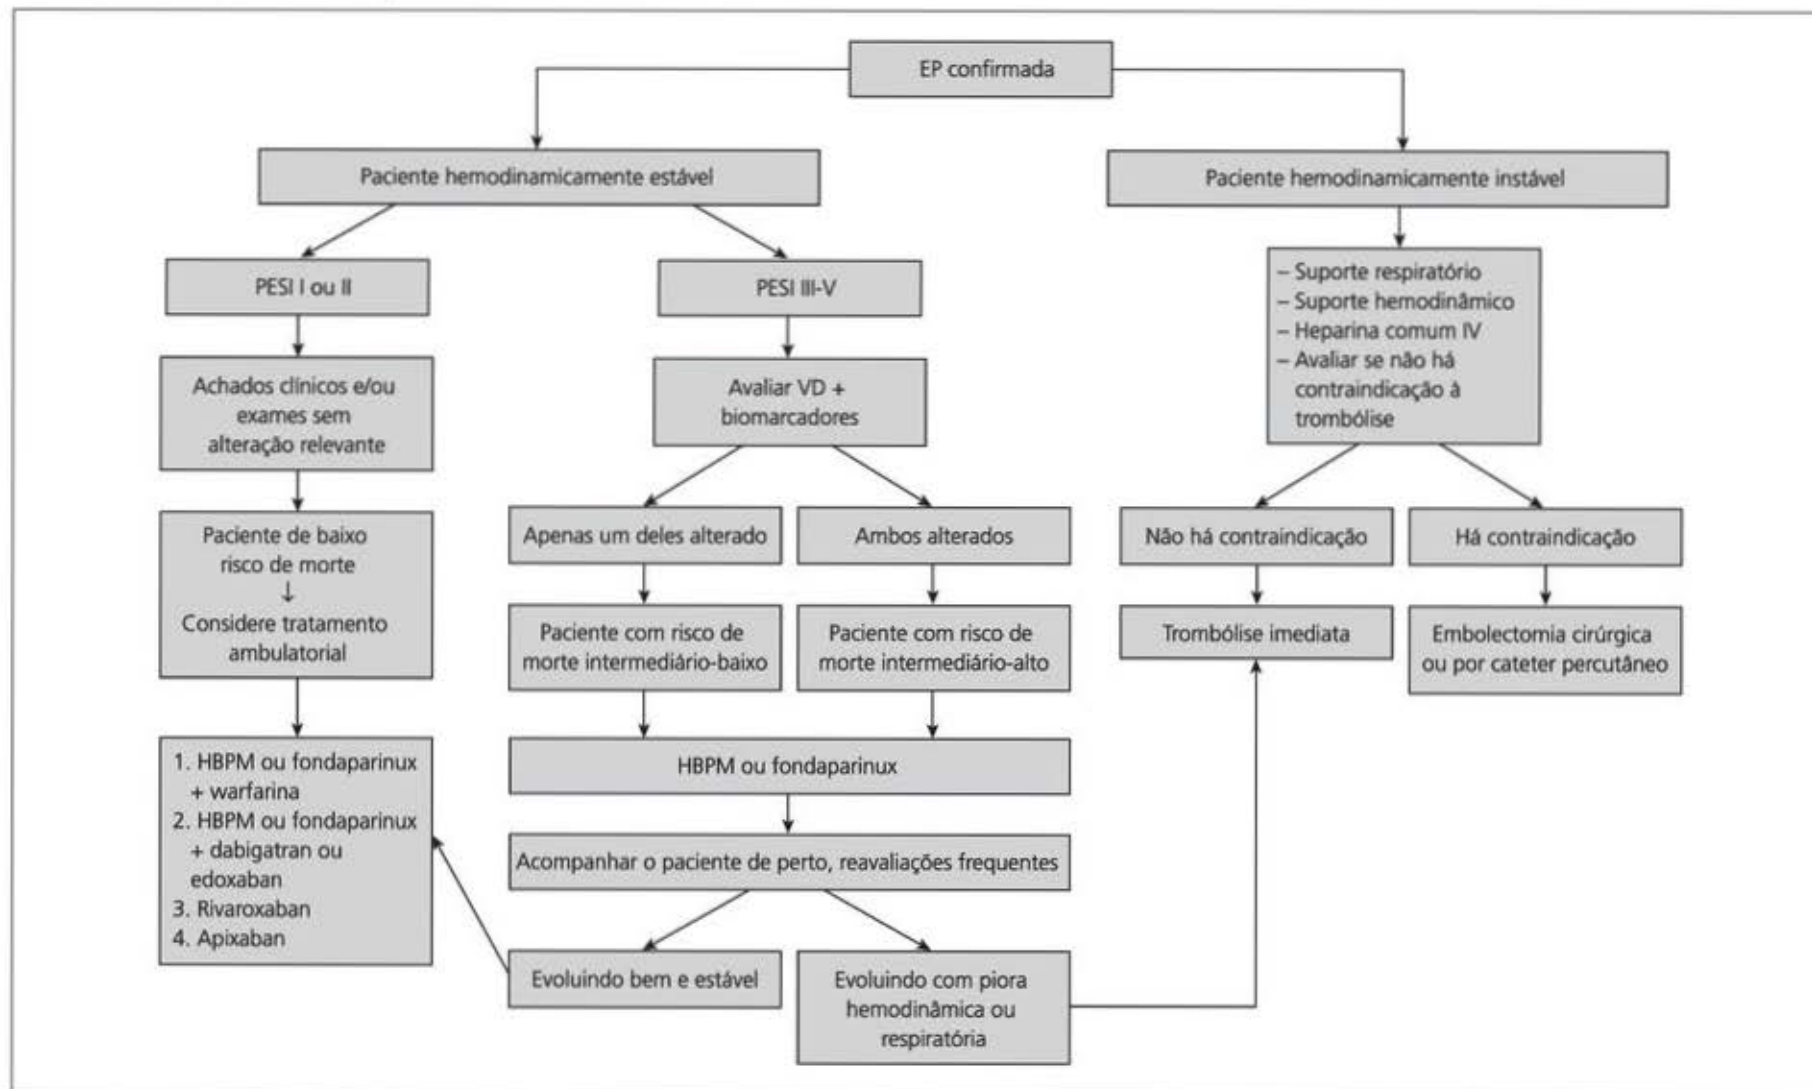 EP confirmada
Paciente hemodinamicamente estável
Paciente hemodinamicamente instável
PESI I ou II
PESI III-V
– Suporte respiratório
– Suporte hemodinâmico
– Heparina comum IV
– Avaliar se não há
contraindicação à
trombólise
Achados clínicos e/ou
exames sem
alteração relevante
Avaliar VD +
biomarcadores
Paciente de baixo
risco de morte
↓
Considere tratamento
ambulatorial
Apenas um deles alterado
Ambos alterados
Não há contraindicação
Há contraindicação
Paciente com risco de
morte intermediário-baixo
Paciente com risco de
morte intermediário-alto
Trombólise imediata
Embolectomia cirúrgica
ou por cateter percutâneo
1. HBPM ou fondaparinux
+ warfarina
2. HBPM ou fondaparinux
+ dabigatran ou
edoxaban
3. Rivaroxaban
4. Apixaban
HBPM ou fondaparinux
Acompanhar o paciente de perto, reavaliações frequentes
Evoluindo bem e estável
Evoluindo com piora
hemodinâmica ou
respiratória